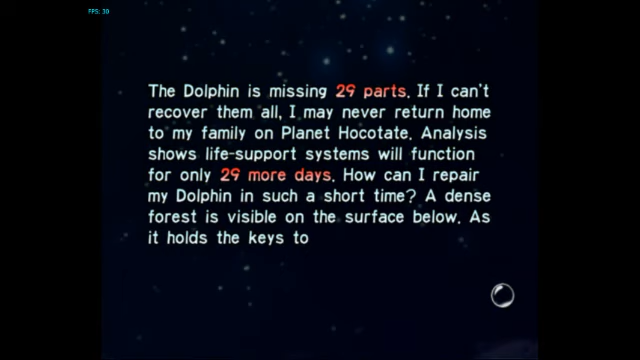 FPS: 30
The Dolphin is missing 29 parts. If I can't
recover them all, I may never return home
to my family on Planet Hocotate. Analysis
shows life-support systems will function
for only 29 more days. How can I repair
my Dolphin in such a short time? A dense
forest is visible on the surface below. As
it holds the keys to